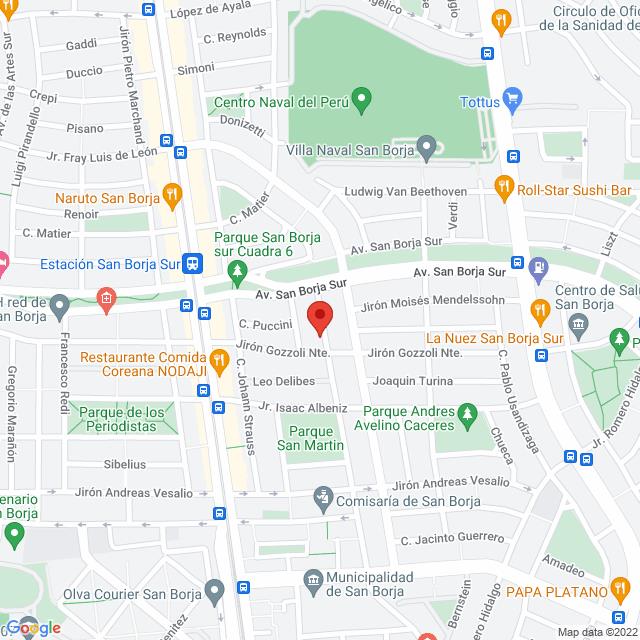 López de Ayala
Angélico
Circulo de Ofic
de la Sanidad de
Gaddi
Duccio
Jirón Pietro Marchand
C. Reynolds
Simoni
Av. de las Artes Sur
Luigi Pirandello
Crepi
Pisano
Centro Naval del Perú
Donizetti
Tottus
Jr. Fray Luis de León
Villa Naval San Borja
Naruto San Borja
Renoir
C. Matier
C. Matier
Ludwig Van Beethoven
Verdi
Roll-Star Sushi Bar
Liszt
Parque San Borja
sur Cuadra 6
Av. San Borja Sur
Estación San Borja Sur
Av. San Borja Sur
Av. San Borja Sur
Centro de Salu
San Borja
H red de
San Borja
Jirón Moisés Mendelssohn
C. Puccini
La Nuez San Borja Sur
Francesco Redi
Jirón Gozzoli Nte.
Jirón Gozzoli Nte.
Restaurante Comida
Coreana NODAJI
C. Johann Strauss
Leo Delibes
Joaquin Turina
C. Pablo Usandizaga
Jr. Romero Hidalgo
Gregorio Marañón
Parque de los
Periodistas
Jr. Isaac Albeniz
Parque Andres
Avelino Caceres
Parque
San Martin
Chueca
Sibelius
Jirón Andreas Vesalio
Jirón Andreas Vesalio
Comisaría de San Borja
enario
n Borja
C. Jacinto Guerrero
Amadeo
Olva Courier San Borja
Municipalidad
de San Borja
Bernstein
Hidalgo
PAPA PLATANO
Google
Map data ©2022